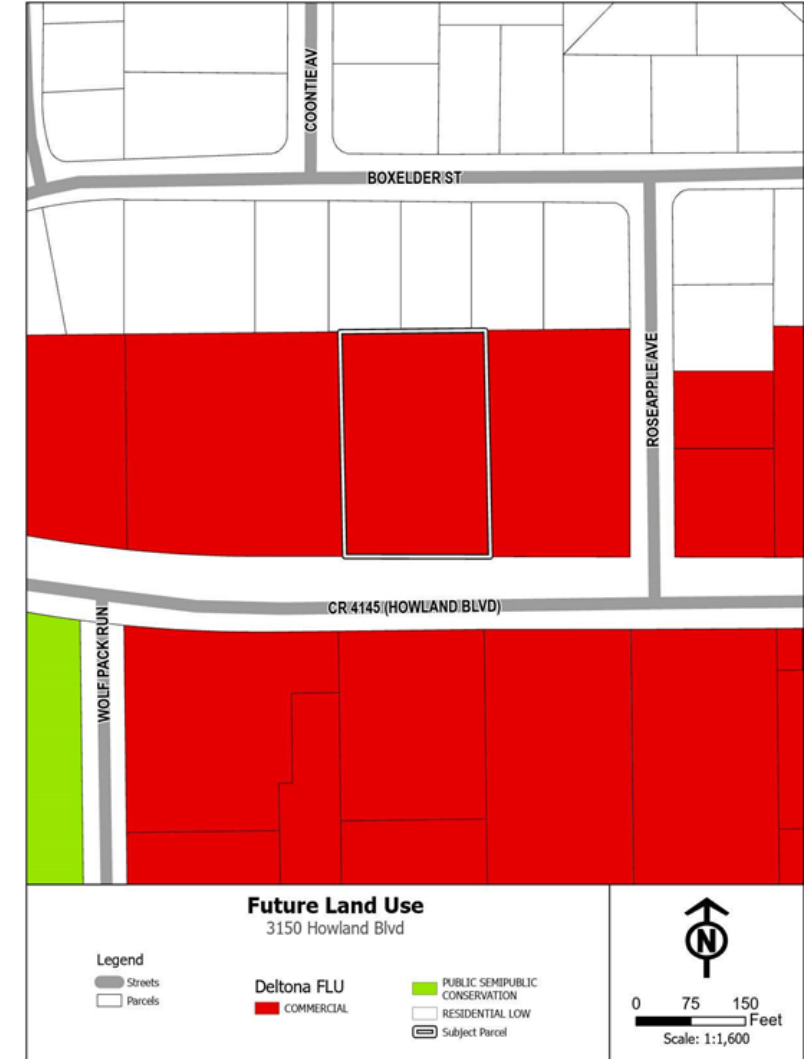 COONTIE AV
BOXELDER ST
ROSEAPPLE AVE
CR 4145 (HOWLAND BLVD)
WOLF PACK RUN
Future Land Use
3150 Howland Blvd
Legend
Streets
Parcels
Deltona FLU
COMMERCIAL
PUBLIC SEMIPUBLIC
CONSERVATION
RESIDENTIAL LOW
Subject Parcel
N
0 75 150
Feet
Scale: 1:1,600